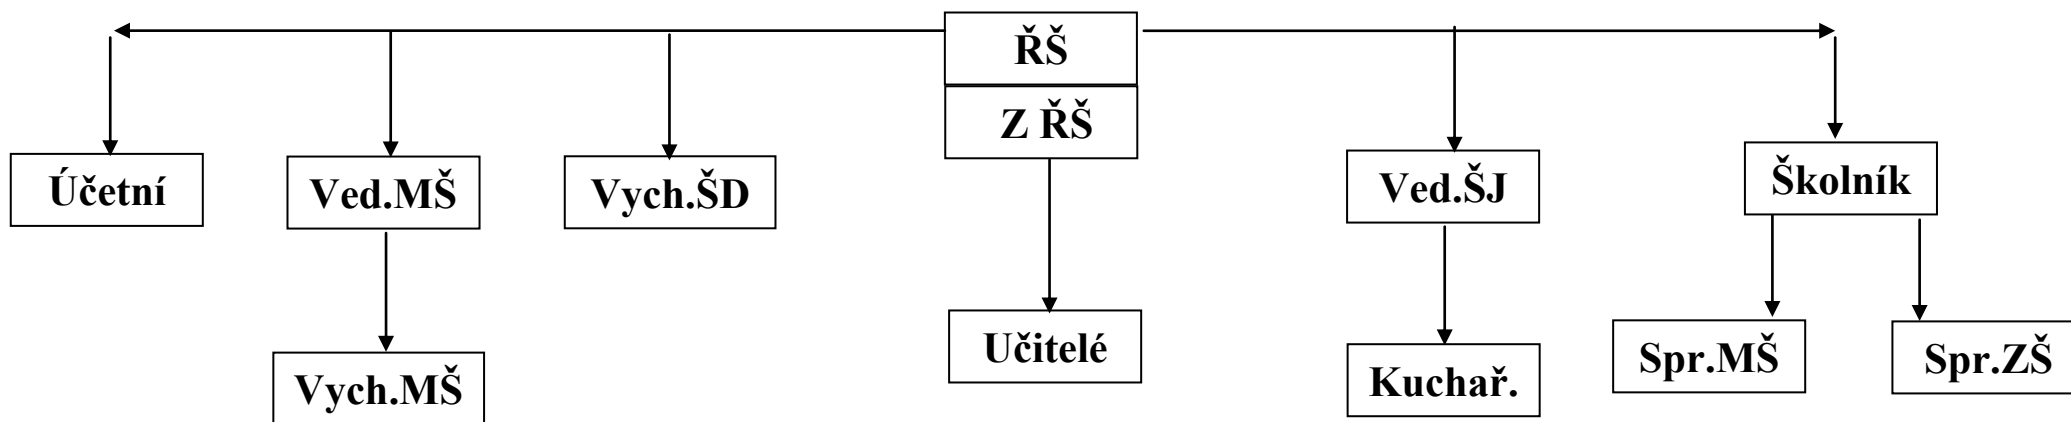 ŘŠ
Z ŘŠ
Účetní
Ved.MŠ
Vych.ŠD
Ved.ŠJ
Školník
Učitelé
Vych.MŠ
Kuchař.
Spr.MŠ
Spr.ZŠ